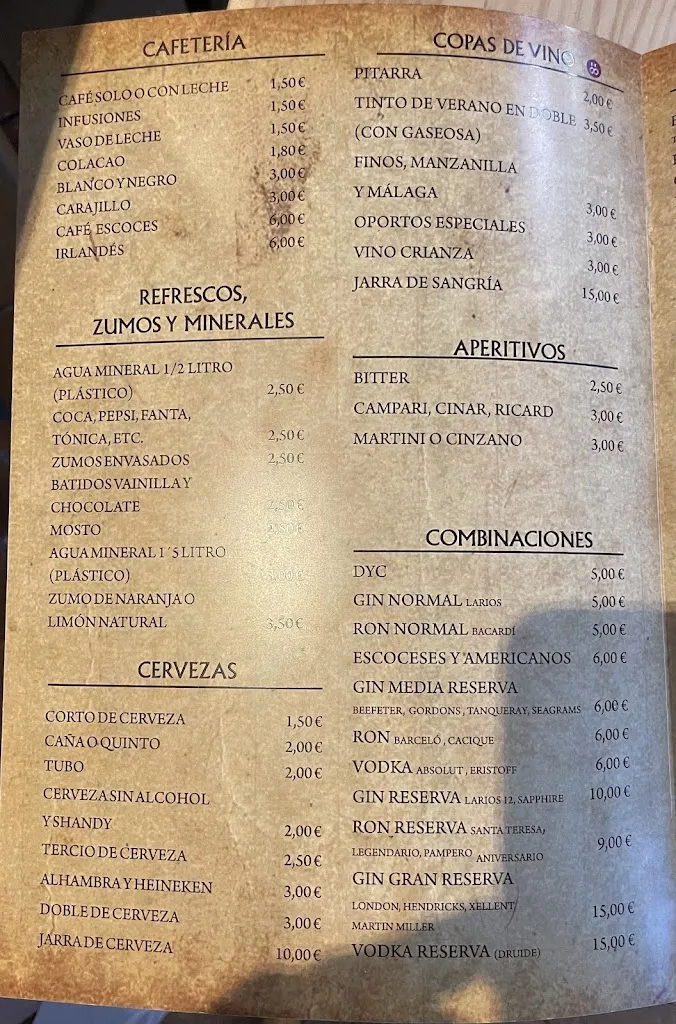 CAFETERÍA
CAFÉ SOLO O CON LECHE 1,50 €
INFUSIONES 1,50 €
VASO DE LECHE 1,50 €
COLACAO 1,80 €
BLANCO Y NEGRO 3,00 €
CARAJILLO 3,00 €
CAFÉ ESCOCES 6,00 €
IRLANDÉS 6,00 €
REFRESCOS,
ZUMOS Y MINERALES
AGUA MINERAL 1/2 LITRO
(PLÁSTICO) 2,50 €
COCA, PEPSI, FANTA,
TÓNICA, ETC. 2,50 €
ZUMOS ENVASADOS 2,50 €
BATIDOS VAINILLA Y
CHOCOLATE 2,50 €
MOSTO
AGUA MINERAL 1´5 LITRO
(PLÁSTICO)
ZUMO DE NARANJA O
LIMÓN NATURAL 3,50 €
CERVEZAS
CORTO DE CERVEZA 1,50 €
CAÑA O QUINTO 2,00 €
TUBO 2,00 €
CERVEZA SIN ALCOHOL
Y SHANDY 2,00 €
TERCIO DE CERVEZA 2,50 €
ALHAMBRA Y HEINEKEN 3,00 €
DOBLE DE CERVEZA 3,00 €
JARRA DE CERVEZA 10,00 €
COPAS DE VINO
PITARRA 2,00 €
TINTO DE VERANO EN DOBLE 3,50 €
(CON GASEOSA)
FINOS, MANZANILLA
Y MÁLAGA 3,00 €
OPORTOS ESPECIALES 3,00 €
VINO CRIANZA 3,00 €
JARRA DE SANGRÍA 15,00 €
APERITIVOS
BITTER 2,50 €
CAMPARI, CINAR, RICARD 3,00 €
MARTINI O CINZANO 3,00 €
COMBINACIONES
DYC 5,00 €
GIN NORMAL LARIOS 5,00 €
RON NORMAL BACARDÍ 5,00 €
ESCOCESES Y AMERICANOS 6,00 €
GIN MEDIA RESERVA
BEEFETER, GORDONS, TANQUERAY, SEAGRAMS 6,00 €
RON BARCELÓ, CACIQUE 6,00 €
VODKA ABSOLUT, ERISTOFF 6,00 €
GIN RESERVA LARIOS 12, SAPPHIRE 10,00 €
RON RESERVA SANTA TERESA,
LEGENDARIO, PAMPERO ANIVERSARIO 9,00 €
GIN GRAN RESERVA
LONDON, HENDRICKS, XELLENT,
MARTIN MILLER 15,00 €
VODKA RESERVA (DRUIDE) 15,00 €